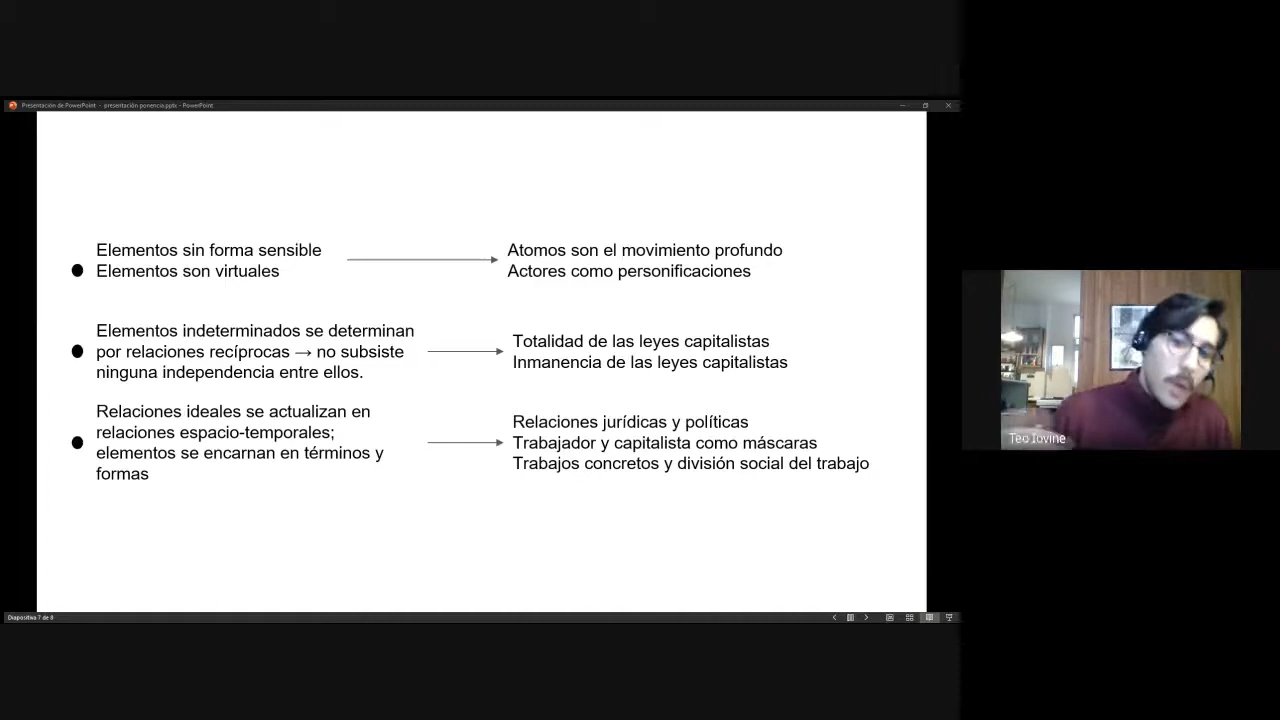 Presentación de PowerPoint - presentación ponencia.pptx - PowerPoint
Elementos sin forma sensible
Elementos son virtuales
Atomos son el movimiento profundo
Actores como personificaciones
Elementos indeterminados se determinan
por relaciones recíprocas → no subsiste
ninguna independencia entre ellos.
Totalidad de las leyes capitalistas
Inmanencia de las leyes capitalistas
Relaciones ideales se actualizan en
relaciones espacio-temporales;
elementos se encarnan en términos y
formas
Relaciones jurídicas y políticas
Trabajador y capitalista como máscaras
Trabajos concretos y división social del trabajo
Teo Iovine
Diapositiva 7 de 8